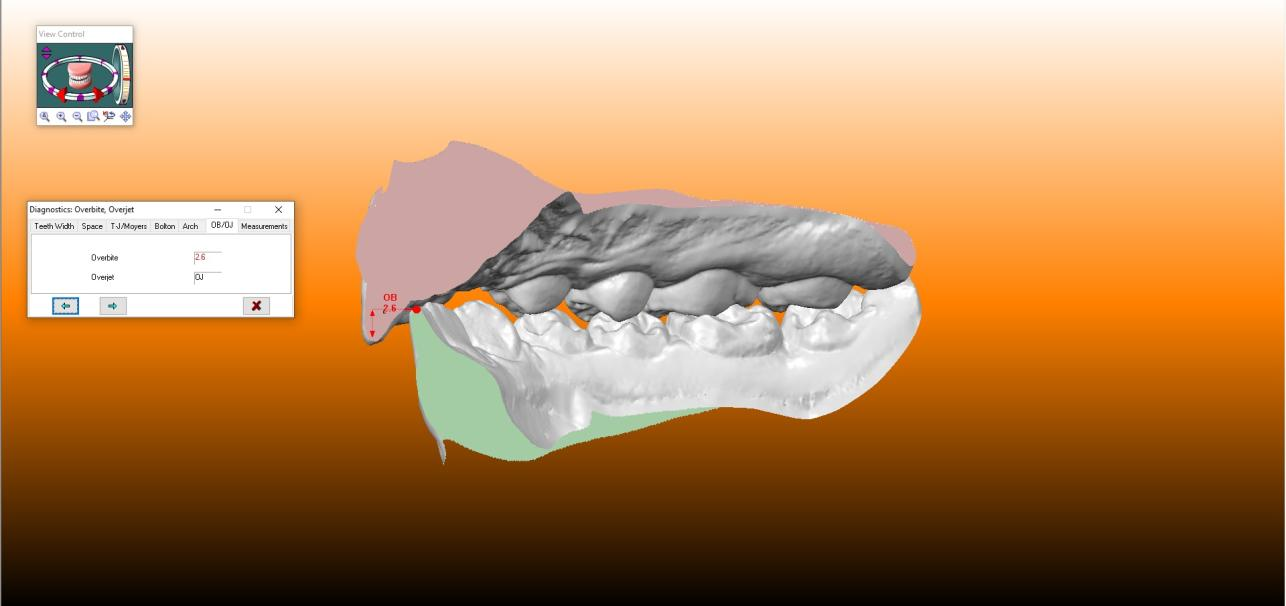 View Control
Diagnostics: Overbite, Overjet
Teeth Width Space T-J/Moyers Bolton Arch OB/OJ Measurements
Overbite 2.6
Overjet OJ
OB
2.6